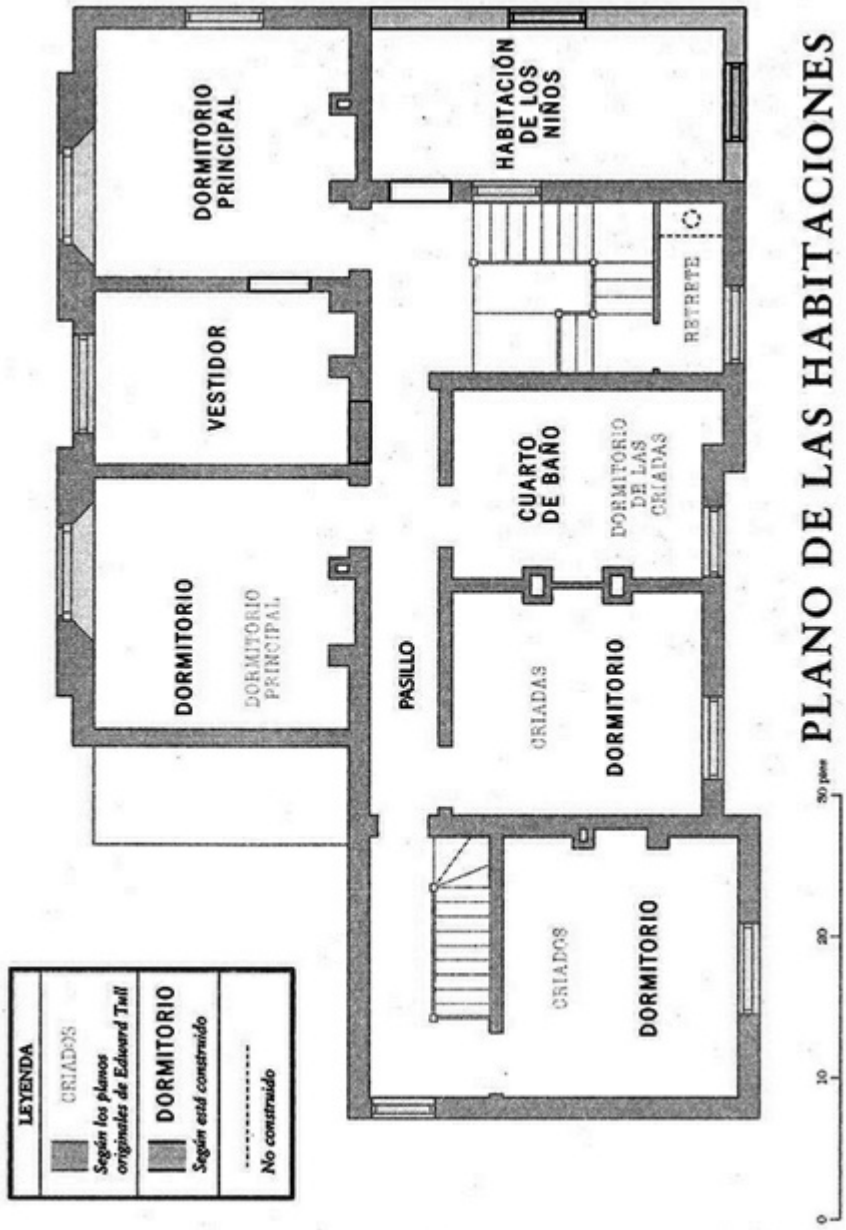 LEYENDA
CRIADOS
Según los planos
originales de Edward Tull
DORMITORIO
Según está construido
No construido
DORMITORIO
PRINCIPAL
HABITACIÓN
DE LOS
NIÑOS
VESTIDOR
RETRETE
DORMITORIO
DORMITORIO
PRINCIPAL
CUARTO
DE BAÑO
DORMITORIO
DE LAS
CRIADAS
PASILLO
CRIADAS
DORMITORIO
CRIADOS
DORMITORIO
0
10
20
30 pies
PLANO DE LAS HABITACIONES